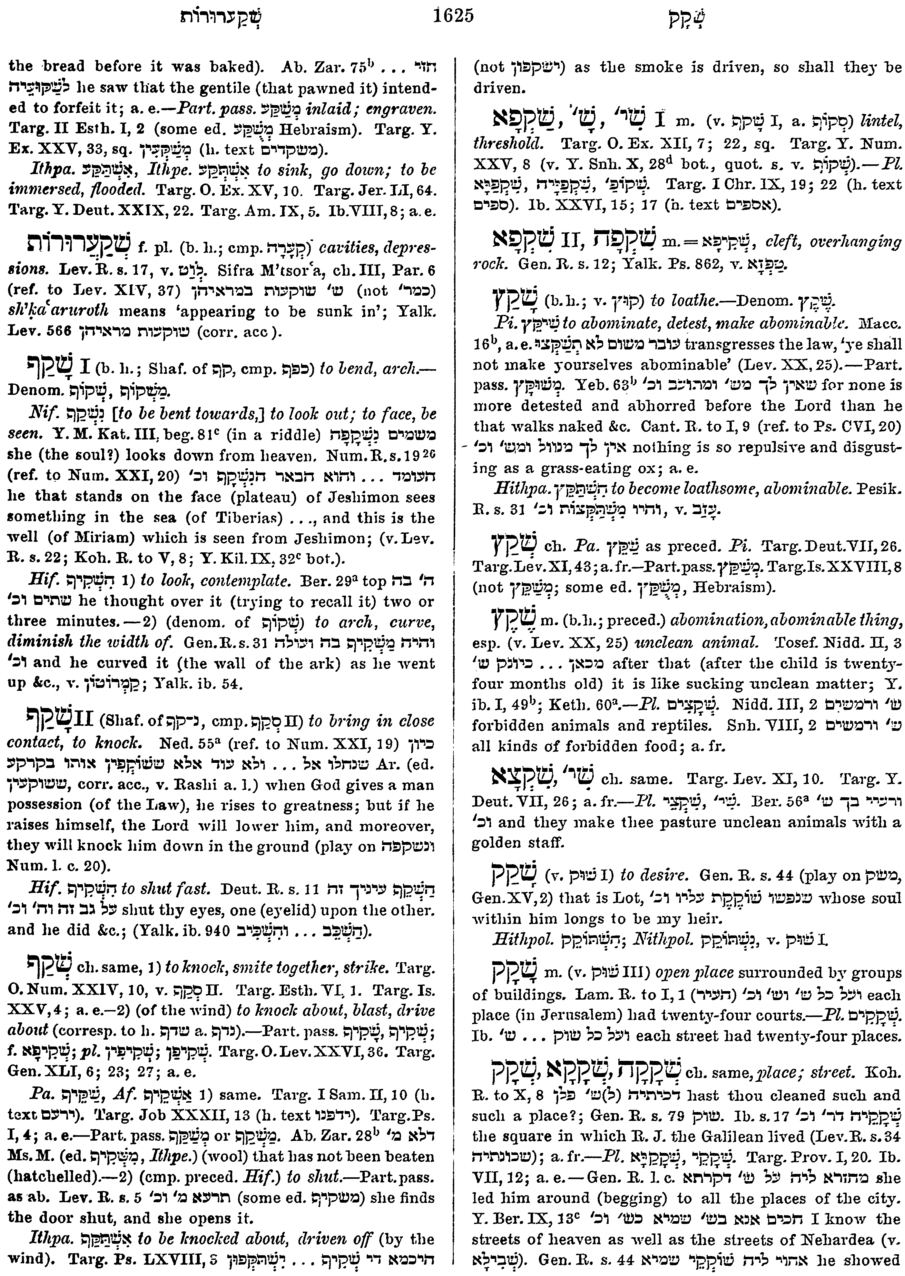 שְׁקַעֲרוּרוֹת 1625 שָׁקַק
the bread before it was baked). Ab. Zar. 75ᵇ ... חזי
לשקועיה he saw that the gentile (that pawned it) intend-
ed to forfeit it; a. e.—Part. pass. מְשַׁקַּע inlaid; engraven.
Targ. II Esth. I, 2 (some ed. מְשֻׁקָּע Hebraism). Targ. Y.
Ex. XXV, 33, sq. מְשַׁקְּעִין (h. text משקדים).
Ithpa. אִשְׁתַּקַּע, Ithpe. אִשְׁתְּקַע to sink, go down; to be
immersed, flooded. Targ. O. Ex. XV, 10. Targ. Jer. LI, 64.
Targ. Y. Deut. XXIX, 22. Targ. Am. IX, 5. Ib. VIII, 8; a. e.
שְׁקַעֲרוּרוֹת f. pl. (b. h.; cmp. קְעָרָה) cavities, depres-
sions. Lev. R. s. 17, v. לְוַט. Sifra M'tsorʿa, ch. III, Par. 6
(ref. to Lev. XIV, 37) ש' שוקעות במראיהן (not כמר')
sh'ḳaʿaruroth means 'appearing to be sunk in'; Yalk.
Lev. 566 שוקעות מראיהן (corr. acc.).
שָׁקַף I (b. h.; Shaf. of קף, cmp. כפף) to bend, arch.—
Denom. שְׁקוֹף, מַשְׁקוֹף.
Nif. נִשְׁקַף [to be bent towards,] to look out; to face, be
seen. Y. M. Kat. III, beg. 81ᶜ (in a riddle) משמים נִשְׁקָפָה
she (the soul?) looks down from heaven. Num. R. s. 19²⁶
(ref. to Num. XXI, 20) העומד ... והוא הבאר הנִּשְׁקָף וכ'
he that stands on the face (plateau) of Jeshimon sees
something in the sea (of Tiberias) ..., and this is the
well (of Miriam) which is seen from Jeshimon; (v. Lev.
R. s. 22; Koh. R. to V, 8; Y. Kil. IX, 32ᶜ bot.).
Hif. הִשְׁקִיף 1) to look, contemplate. Ber. 29ᵃ top ה' בה
שתים וכ' he thought over it (trying to recall it) two or
three minutes.—2) (denom. of שְׁקוֹף) to arch, curve,
diminish the width of. Gen. R. s. 31 והיה מַשְׁקִיף בה ועולה
וכ' and he curved it (the wall of the ark) as he went
up &c., v. קַמְרוֹטוֹן; Yalk. ib. 54.
שָׁקַף II (Shaf. of נקף, cmp. סָקַף II) to bring in close
contact, to knock. Ned. 55ᵃ (ref. to Num. XXI, 19) כיון
שנחלו אל ... ולא עוד אלא ששׁוֹקְפִין אותו בקרקע Ar. (ed.
ששוקעין, corr. acc., v. Rashi a. l.) when God gives a man
possession (of the Law), he rises to greatness; but if he
raises himself, the Lord will lower him, and moreover,
they will knock him down in the ground (play on ונשקפה
Num. l. c. 20).
Hif. הִשְׁקִיף to shut fast. Deut. R. s. 11 הַשְׁקֵף עיניך זה
על גב זה וה' וכ' shut thy eyes, one (eyelid) upon the other.
and he did &c.; (Yalk. ib. 940 הַשְׁכֵּב ... והִשְׁכִּיב).
שְׁקַף ch. same, 1) to knock, smite together, strike. Targ.
O. Num. XXIV, 10, v. סְקַף II. Targ. Esth. VI, 1. Targ. Is.
XXV, 4; a. e.—2) (of the wind) to knock about, blast, drive
about (corresp. to h. שדף a. נדף).—Part. pass. שְׁקִיף, שָׁקִיף;
f. שְׁקִיפָא; pl. שְׁקִיפִין; שְׁקִיפָן. Targ. O. Lev. XXVI, 36. Targ.
Gen. XLI, 6; 23; 27; a. e.
Pa. שַׁקֵּיף, Af. אַשְׁקֵיף 1) same. Targ. I Sam. II, 10 (h.
text ירעם). Targ. Job XXXII, 13 (h. text ידפנו). Targ. Ps.
I, 4; a. e.—Part. pass. מְשַׁקַּף or מַשְׁקַף. Ab. Zar. 28ᵇ דלא מ'
Ms. M. (ed. מִשְׁקִיף, Ithpe.) (wool) that has not been beaten
(hatchelled).—2) (cmp. preced. Hif.) to shut.—Part. pass.
as ab. Lev. R. s. 5 תרעא מ' וכ' (some ed. משקיף) she finds
the door shut, and she opens it.
Ithpa. אִשְׁתַּקַּף to be knocked about, driven off (by the
wind). Targ. Ps. LXVIII, 3 היכמא די שְׁקִיף ... יִשְׁתַּקְּפוּן
(not ישקפון) as the smoke is driven, so shall they be
driven.
שְׁקָפָא, שָׁ', שִׁי' I m. (v. שָׁקַף I, a. סְקוֹף) lintel,
threshold. Targ. O. Ex. XII, 7; 22, sq. Targ. Y. Num.
XXV, 8 (v. Y. Snh. X, 28ᵈ bot., quot. s. v. שְׁקוֹף).—Pl.
שִׁקְפַיָּא, שִׁקְפַיָּה, שְׁקוֹפַ'. Targ. I Chr. IX, 19; 22 (h. text
ספים). Ib. XXVI, 15; 17 (h. text אספים).
שִׁקְפָא II, שִׁקְפָה m. = שְׁקִיפָא, cleft, overhanging
rock. Gen. R. s. 12; Yalk. Ps. 862, v. טִפְזָא.
שָׁקַץ (b. h.; v. קוץ) to loathe.—Denom. שֶׁקֶץ.
Pi. שִׁיקֵּץ to abominate, detest, make abominable. Macc.
16ᵇ, a. e. עובר משום לא תְשַׁקְּצוּ transgresses the law, 'ye shall
not make yourselves abominable' (Lev. XX, 25).—Part.
pass. מְשׁוּקָּץ. Yeb. 63ᵇ שאין לך מש' ומתועב וכ' for none is
more detested and abhorred before the Lord than he
that walks naked &c. Cant. R. to I, 9 (ref. to Ps. CVI, 20)
אין לך מנוול ומש' וכ' nothing is so repulsive and disgust-
ing as a grass-eating ox; a. e.
Hithpa. הִשְׁתַּקֵּץ to become loathsome, abominable. Pesik.
R. s. 31 והיו מִשְׁתַּקְּצוֹת וכ', v. עָזַב.
שְׁקַץ ch. Pa. שַׁקֵּץ as preced. Pi. Targ. Deut. VII, 26.
Targ. Lev. XI, 43; a. fr.—Part. pass. מְשַׁקַּץ. Targ. Is. XXVIII, 8
(not מְשַׁקֵּץ; some ed. מְשֻׁקָּץ, Hebraism).
שֶׁקֶץ m. (b. h.; preced.) abomination, abominable thing,
esp. (v. Lev. XX, 25) unclean animal. Tosef. Nidd. II, 3
מכאן ... כיונק ש' after that (after the child is twenty-
four months old) it is like sucking unclean matter; Y.
ib. I, 49ᵇ; Keth. 60ᵃ.—Pl. שְׁקָצִים. Nidd. III, 2 ש' ורמשים
forbidden animals and reptiles. Snh. VIII, 2 ש' ורמשים
all kinds of forbidden food; a. fr.
שִׁקְצָא, שִׁי' ch. same. Targ. Lev. XI, 10. Targ. Y.
Deut. VII, 26; a. fr.—Pl. שִׁקְצֵי, שִׁי'. Ber. 56ᵃ ורעיי בך ש'
וכ' and they make thee pasture unclean animals with a
golden staff.
שָׁקַק (v. שׁוּק I) to desire. Gen. R. s. 44 (play on משק,
Gen. XV, 2) that is Lot, שנפשו שׁוֹקֶקֶת עליו וכ' whose soul
within him longs to be my heir.
Hithpol. הִשְׁתּוֹקֵק; Nithpol. נִשְׁתּוֹקֵק, v. שׁוּק I.
שָׁקָק m. (v. שׁוּק III) open place surrounded by groups
of buildings. Lam. R. to I, 1 (העיר) ועל כל ש' וש' וכ' each
place (in Jerusalem) had twenty-four courts.—Pl. שְׁקָקִים.
Ib. ש' ... ועל כל שוק each street had twenty-four places.
שְׁקָק, שְׁקָקָא, שְׁקָקָה ch. same, place; street. Koh.
R. to X, 8 דכיתיה (ל)ש' פלן hast thou cleaned such and
such a place?; Gen. R. s. 79 שוק. Ib. s. 17 שְׁקָקֵיה דר' וכ'
the square in which R. J. the Galilean lived (Lev. R. s. 34
שכונתיה); a. fr.—Pl. שְׁקָקֵי, שְׁקָקַיָּא. Targ. Prov. I, 20. Ib.
VII, 12; a. e.—Gen. R. l. c. מהזרא ליה על ש' דקרתא she
led him around (begging) to all the places of the city.
Y. Ber. IX, 13ᶜ חכים אנא בש' שמיא כש' וכ' I know the
streets of heaven as well as the streets of Nehardea (v.
שְׁבִילָא). Gen. R. s. 44 אחוי ליה שׁוֹקְקֵי שמיא he showed